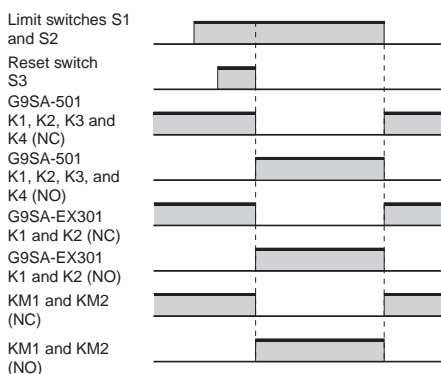 Limit switches S1
and S2
Reset switch
S3
G9SA-501
K1, K2, K3 and
K4 (NC)
G9SA-501
K1, K2, K3, and
K4 (NO)
G9SA-EX301
K1 and K2 (NC)
G9SA-EX301
K1 and K2 (NO)
KM1 and KM2
(NC)
KM1 and KM2
(NO)